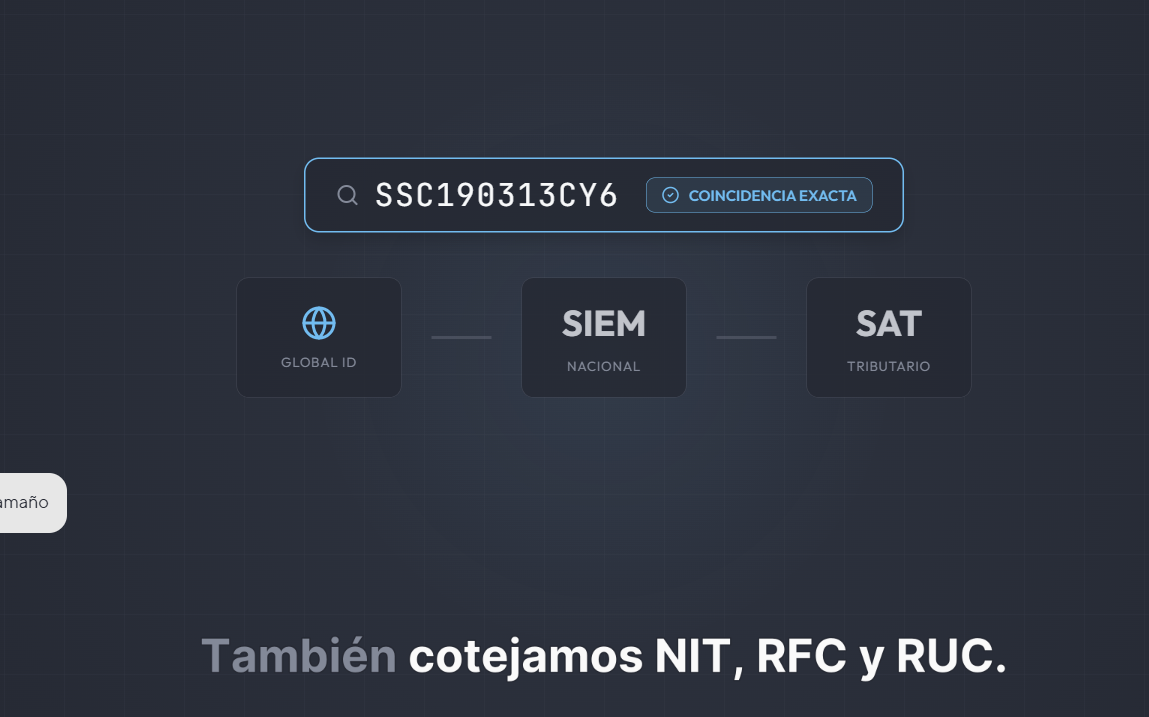 SSC190313CY6 COINCIDENCIA EXACTA
GLOBAL ID
SIEM
NACIONAL
SAT
TRIBUTARIO
amaño
También cotejamos NIT, RFC y RUC.